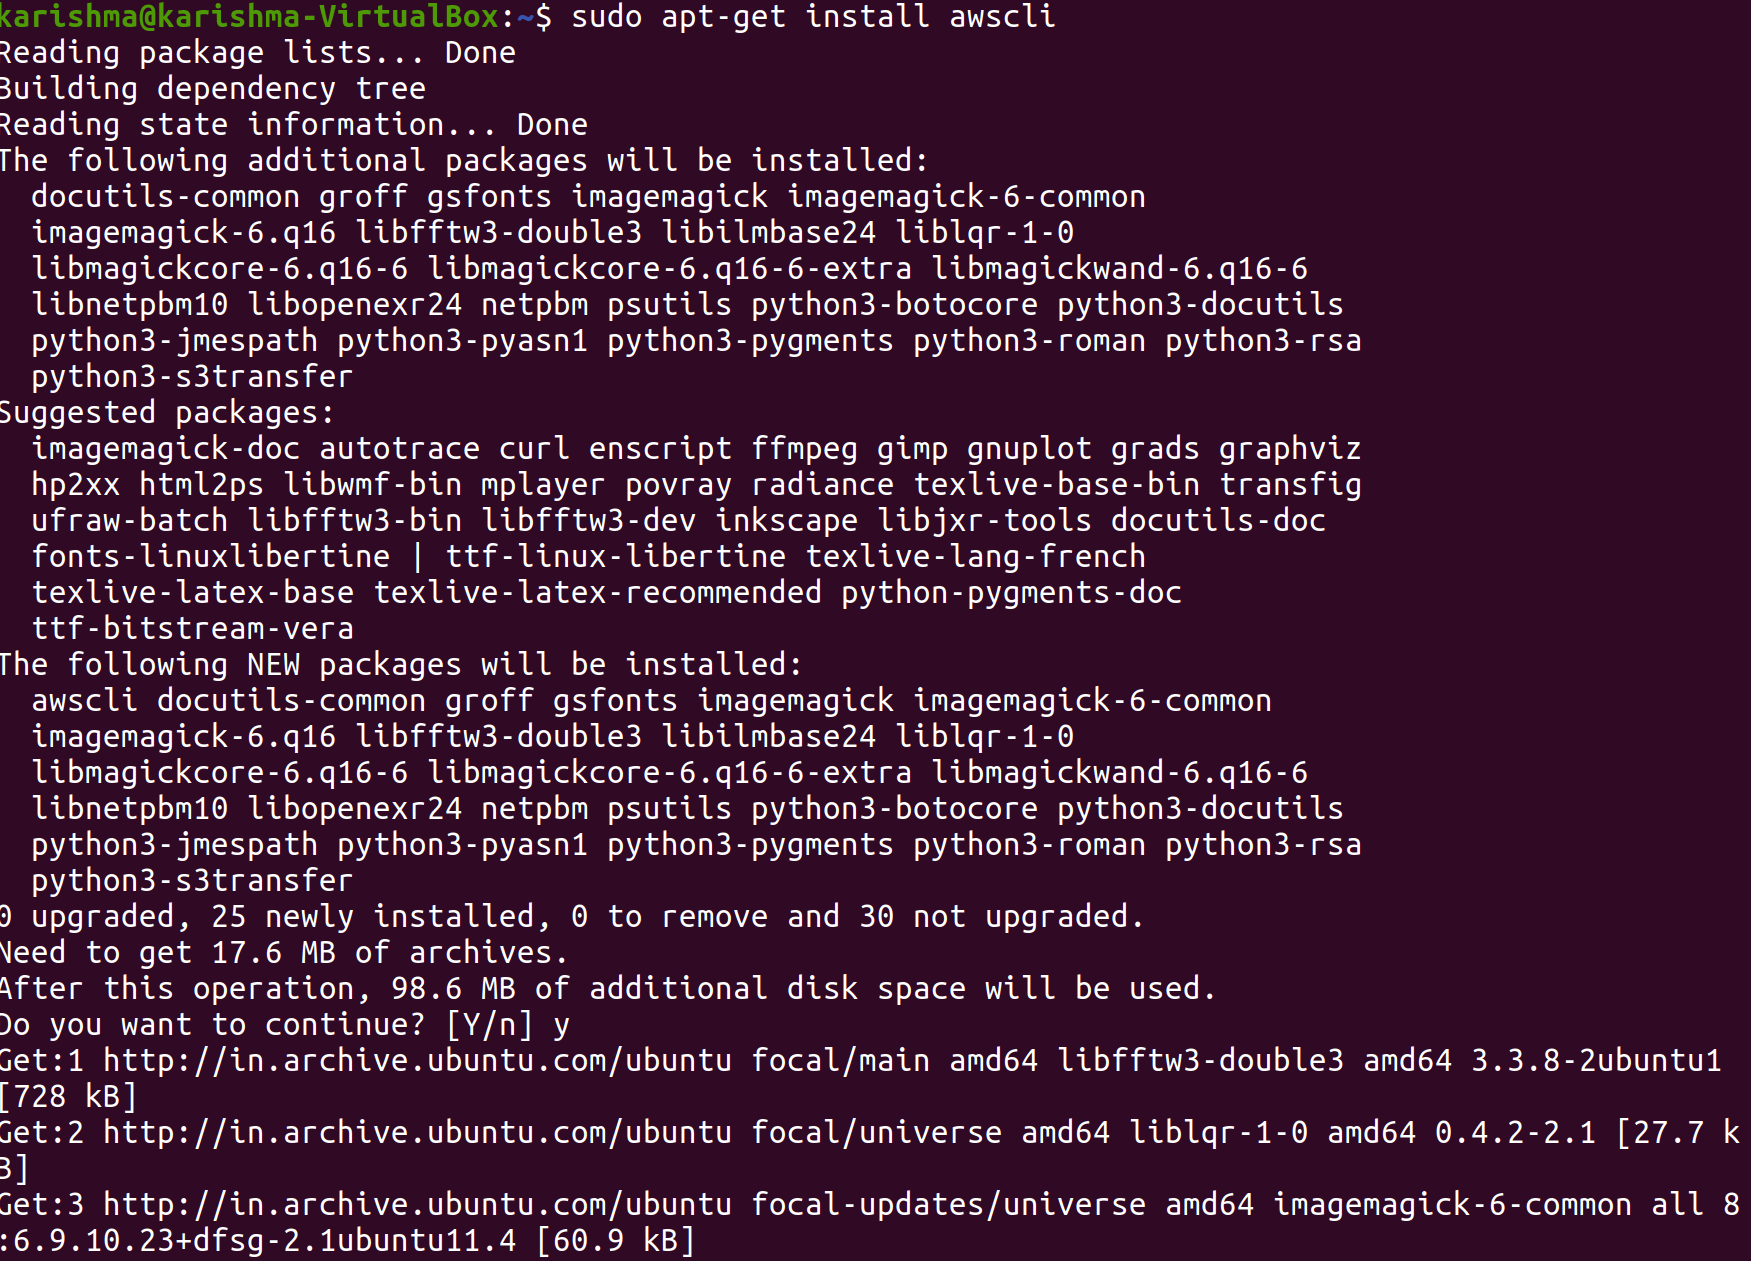 karishma@karishma-VirtualBox:~$ sudo apt-get install awscli
Reading package lists... Done
Building dependency tree
Reading state information... Done
The following additional packages will be installed:
  docutils-common groff gsfonts imagemagick imagemagick-6-common
  imagemagick-6.q16 libfftw3-double3 libilmbase24 liblqr-1-0
  libmagickcore-6.q16-6 libmagickcore-6.q16-6-extra libmagickwand-6.q16-6
  libnetpbm10 libopenexr24 netpbm psutils python3-botocore python3-docutils
  python3-jmespath python3-pyasn1 python3-pygments python3-roman python3-rsa
  python3-s3transfer
Suggested packages:
  imagemagick-doc autotrace curl enscript ffmpeg gimp gnuplot grads graphviz
  hp2xx html2ps libwmf-bin mplayer povray radiance texlive-base-bin transfig
  ufraw-batch libfftw3-bin libfftw3-dev inkscape libjxr-tools docutils-doc
  fonts-linuxlibertine | ttf-linux-libertine texlive-lang-french
  texlive-latex-base texlive-latex-recommended python-pygments-doc
  ttf-bitstream-vera
The following NEW packages will be installed:
  awscli docutils-common groff gsfonts imagemagick imagemagick-6-common
  imagemagick-6.q16 libfftw3-double3 libilmbase24 liblqr-1-0
  libmagickcore-6.q16-6 libmagickcore-6.q16-6-extra libmagickwand-6.q16-6
  libnetpbm10 libopenexr24 netpbm psutils python3-botocore python3-docutils
  python3-jmespath python3-pyasn1 python3-pygments python3-roman python3-rsa
  python3-s3transfer
0 upgraded, 25 newly installed, 0 to remove and 30 not upgraded.
Need to get 17.6 MB of archives.
After this operation, 98.6 MB of additional disk space will be used.
Do you want to continue? [Y/n] y
Get:1 http://in.archive.ubuntu.com/ubuntu focal/main amd64 libfftw3-double3 amd64 3.3.8-2ubuntu1
[728 kB]
Get:2 http://in.archive.ubuntu.com/ubuntu focal/universe amd64 liblqr-1-0 amd64 0.4.2-2.1 [27.7 k
B]
Get:3 http://in.archive.ubuntu.com/ubuntu focal-updates/universe amd64 imagemagick-6-common all 8
:6.9.10.23+dfsg-2.1ubuntu11.4 [60.9 kB]